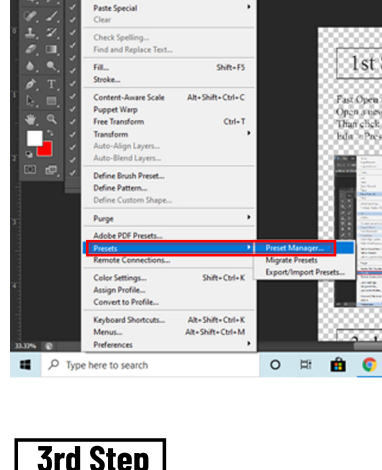 Paste Special
Clear
Check Spelling...
Find and Replace Text...
Fill... Shift+F5
Stroke...
Content-Aware Scale Alt+Shift+Ctrl+C
Puppet Warp
Free Transform Ctrl+T
Transform
Auto-Align Layers...
Auto-Blend Layers...
Define Brush Preset...
Define Pattern...
Define Custom Shape...
Purge
Adobe PDF Presets...
Presets
Preset Manager...
Migrate Presets
Export/Import Presets...
Remote Connections...
Color Settings... Shift+Ctrl+K
Assign Profile...
Convert to Profile...
Keyboard Shortcuts... Alt+Shift+Ctrl+K
Menus... Alt+Shift+Ctrl+M
Preferences
1st S
Fast Open
Than click
33.33%
Type here to search
3rd Step